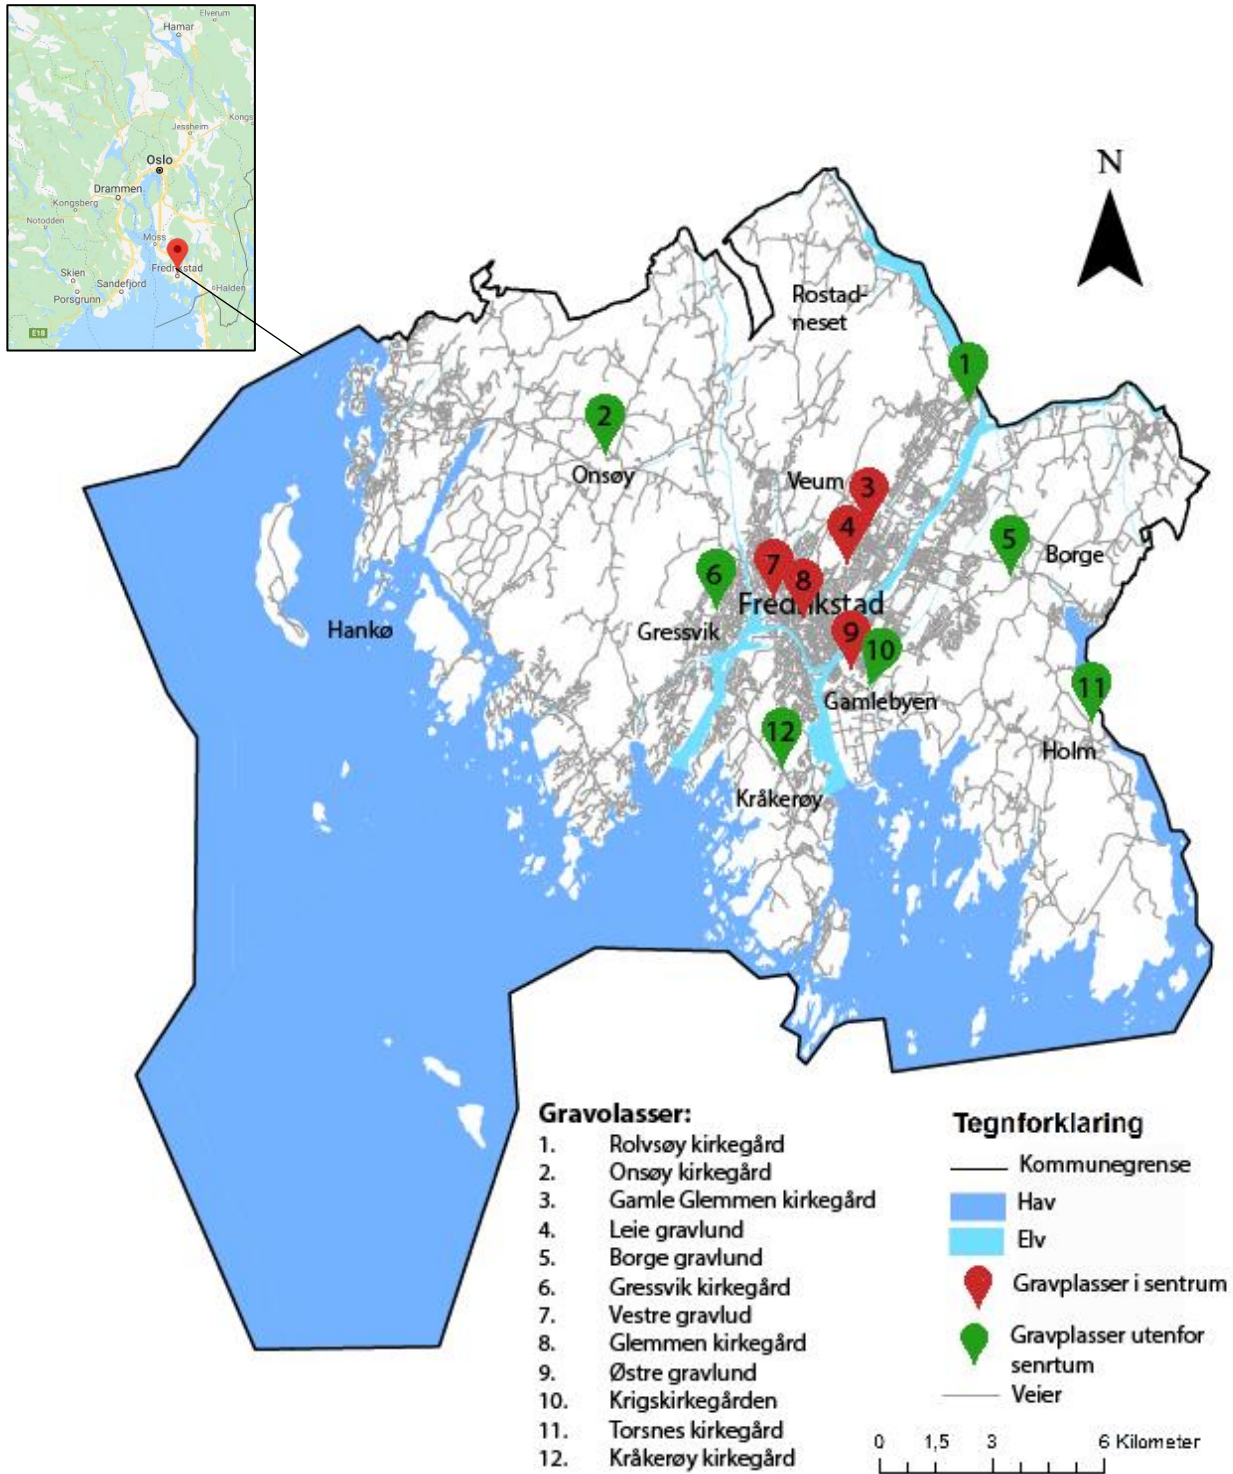 Elverum
Hamar
Kongs
Jessheim
Oslo
Drammen
Kongsberg
Notodden
Moss
Skien
Fredrikstad
Sandefjord
Halden
Porsgrunn
E18
N
Rostad-
neset
1
2
Onsøy
Veum
3
4
5
Borge
6
7
8
Fredrikstad
Hankø
Gressvik
9
10
11
Gamlebyen
12
Holm
Kråkerøy
Gravolasser:
1. Rolvsøy kirkegård
2. Onsøy kirkegård
3. Gamle Glemmen kirkegård
4. Leie gravlund
5. Borge gravlund
6. Gressvik kirkegård
7. Vestre gravlud
8. Glemmen kirkegård
9. Østre gravlund
10. Krigskirkegården
11. Torsnes kirkegård
12. Kråkerøy kirkegård
Tegnforklaring
Kommunegrense
Hav
Elv
Gravplasser i sentrum
Gravplasser utenfor
senrtum
Veier
0 1,5 3 6 Kilometer